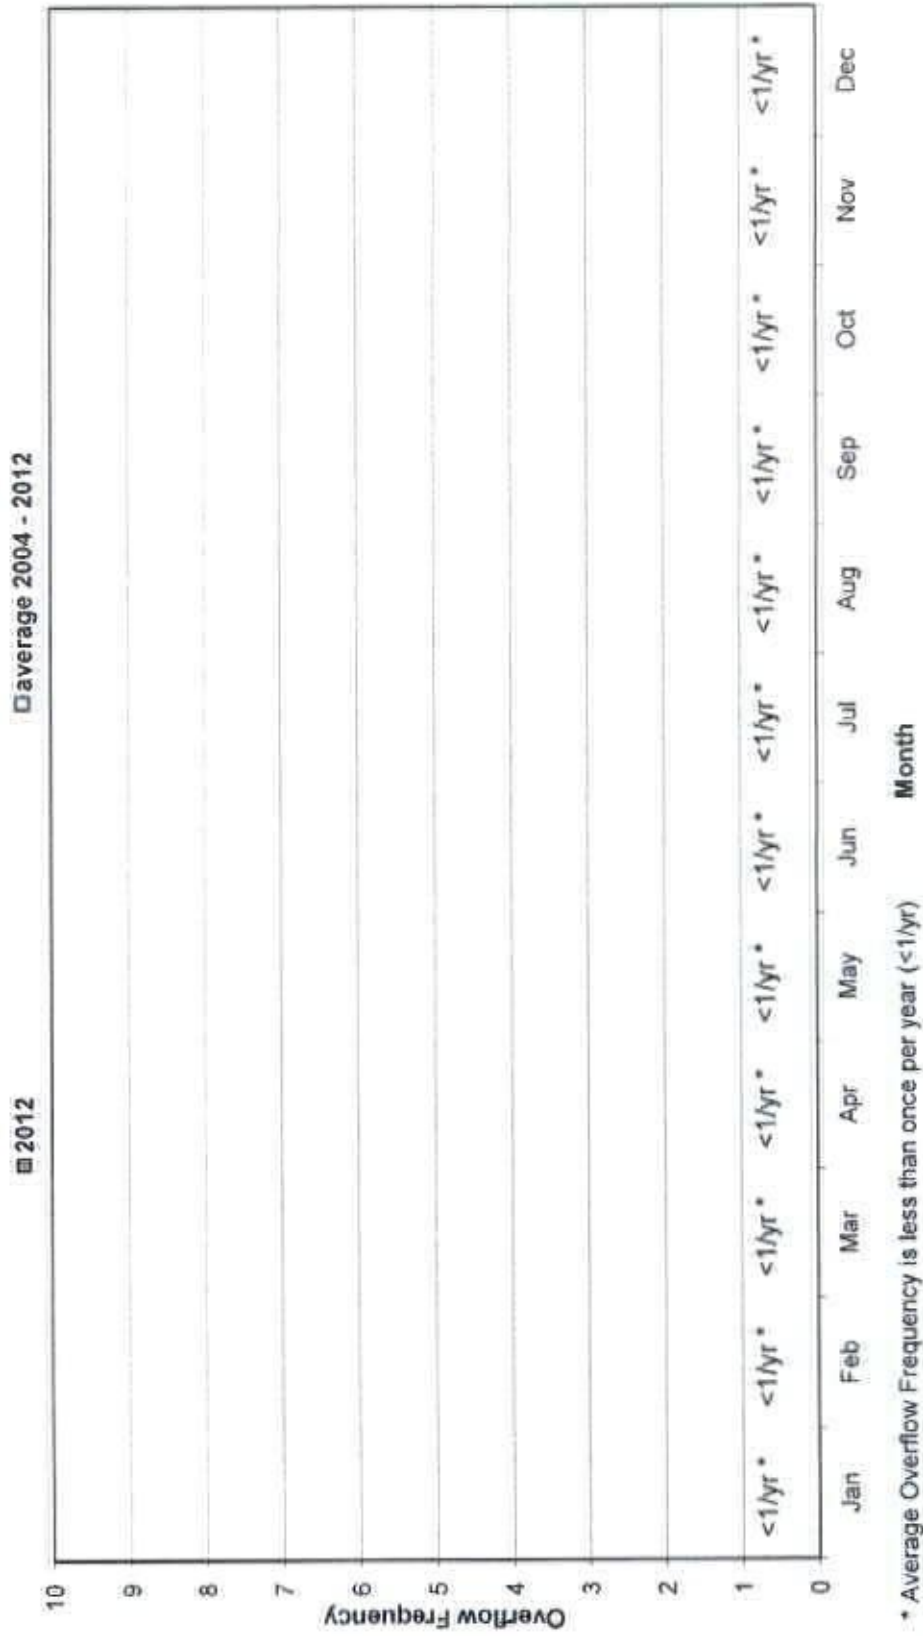 ■2012 □average 2004 - 2012
Overflow Frequency
10
9
8
7
6
5
4
3
2
1
0
<1/yr * <1/yr * <1/yr * <1/yr * <1/yr * <1/yr * <1/yr * <1/yr * <1/yr * <1/yr * <1/yr * <1/yr *
Jan Feb Mar Apr May Jun Jul Aug Sep Oct Nov Dec
* Average Overflow Frequency is less than once per year (<1/yr) Month